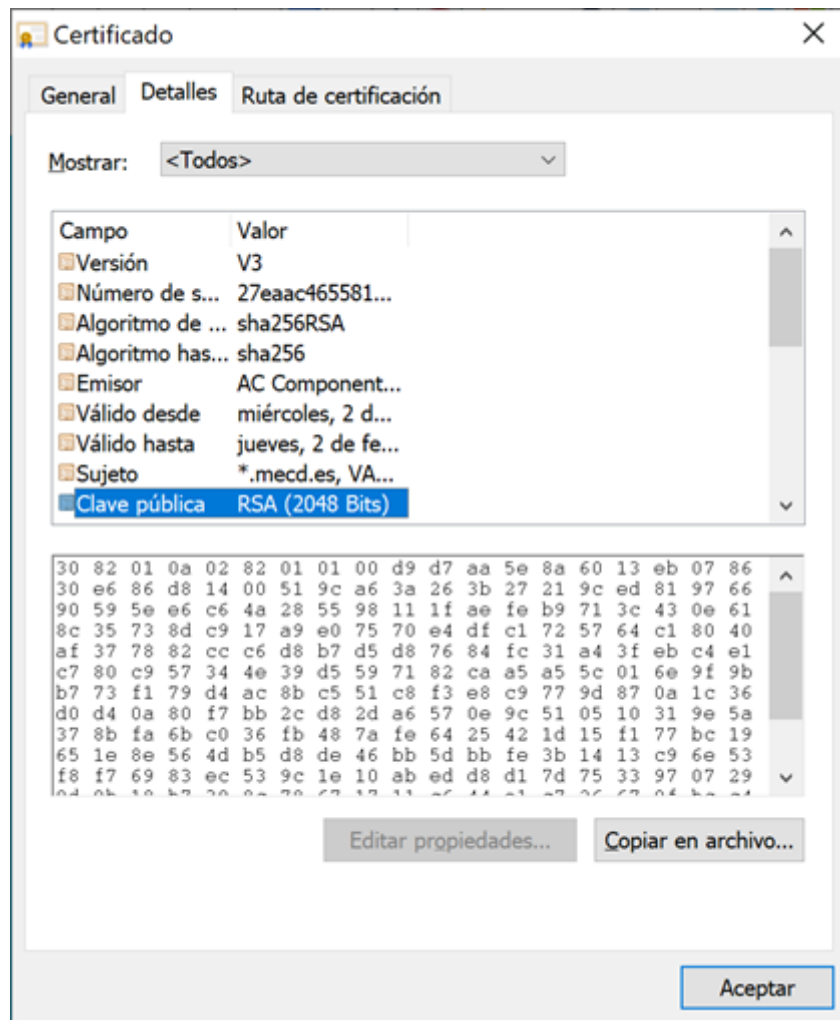 Certificado
General Detalles Ruta de certificación
Mostrar: <Todos>
Campo Valor
Versión V3
Número de s... 27eaac465581...
Algoritmo de ... sha256RSA
Algoritmo has... sha256
Emisor AC Component...
Válido desde miércoles, 2 d...
Válido hasta jueves, 2 de fe...
Sujeto *.mecd.es, VA...
Clave pública RSA (2048 Bits)
30 82 01 0a 02 82 01 01 00 d9 d7 aa 5e 8a 60 13 eb 07 86
30 e6 86 d8 14 00 51 9c a6 3a 26 3b 27 21 9c ed 81 97 66
90 59 5e e6 c6 4a 28 55 98 11 1f ae fe b9 71 3c 43 0e 61
8c 35 73 8d c9 17 a9 e0 75 70 e4 df c1 72 57 64 c1 80 40
af 37 78 82 cc c6 d8 b7 d5 d8 76 84 fc 31 a4 3f eb c4 e1
c7 80 c9 57 34 4e 39 d5 59 71 82 ca a5 a5 5c 01 6e 9f 9b
b7 73 f1 79 d4 ac 8b c5 51 c8 f3 e8 c9 77 9d 87 0a 1c 36
d0 d4 0a 80 f7 bb 2c d8 2d a6 57 0e 9c 51 05 10 31 9e 5a
37 8b fa 6b c0 36 fb 48 7a fe 64 25 42 1d 15 f1 77 bc 19
65 1e 8e 56 4d b5 d8 de 46 bb 5d bb fe 3b 14 13 c9 6e 53
f8 f7 69 83 ec 53 9c 1e 10 ab ed d8 d1 7d 75 33 97 07 29
Editar propiedades... Copiar en archivo...
Aceptar